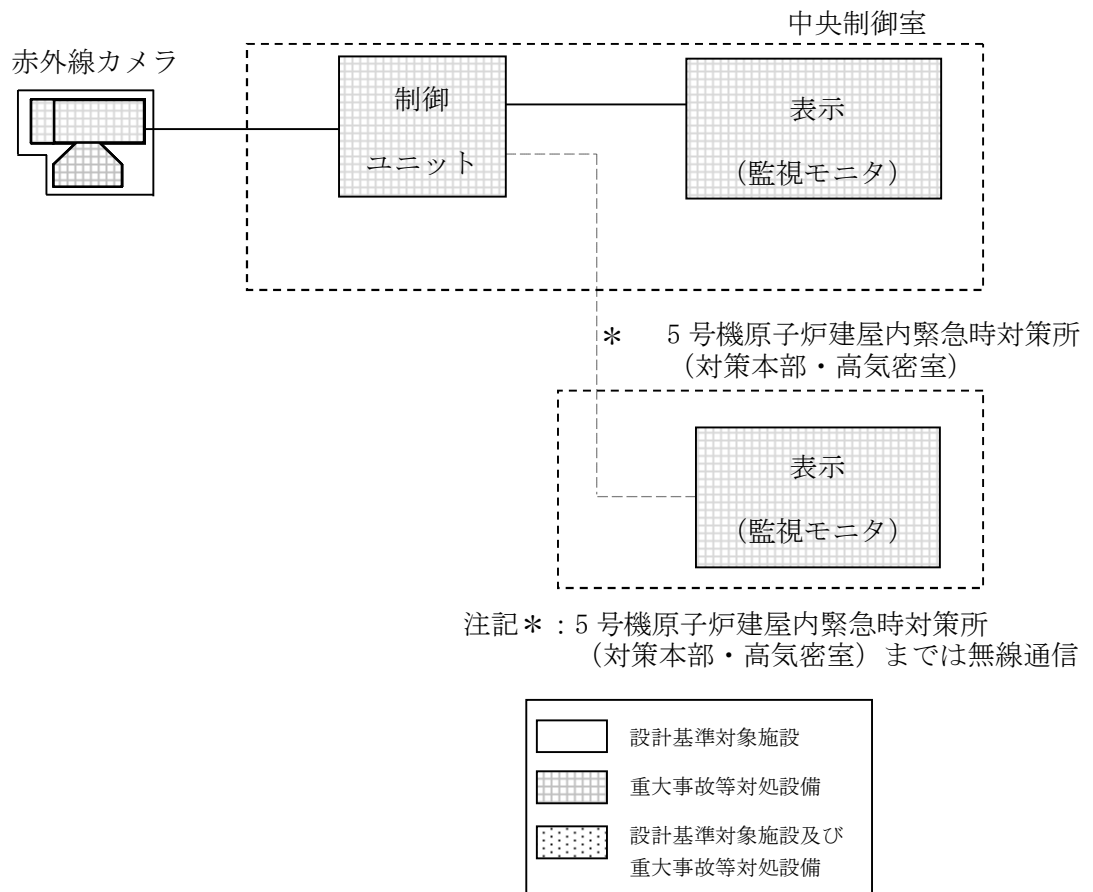 中央制御室
赤外線カメラ
制御
ユニット
表示
(監視モニタ)
＊ 5 号機原子炉建屋内緊急時対策所
(対策本部・高気密室)
表示
(監視モニタ)
注記＊：5 号機原子炉建屋内緊急時対策所
(対策本部・高気密室) までは無線通信
設計基準対象施設
重大事故等対処設備
設計基準対象施設及び
重大事故等対処設備